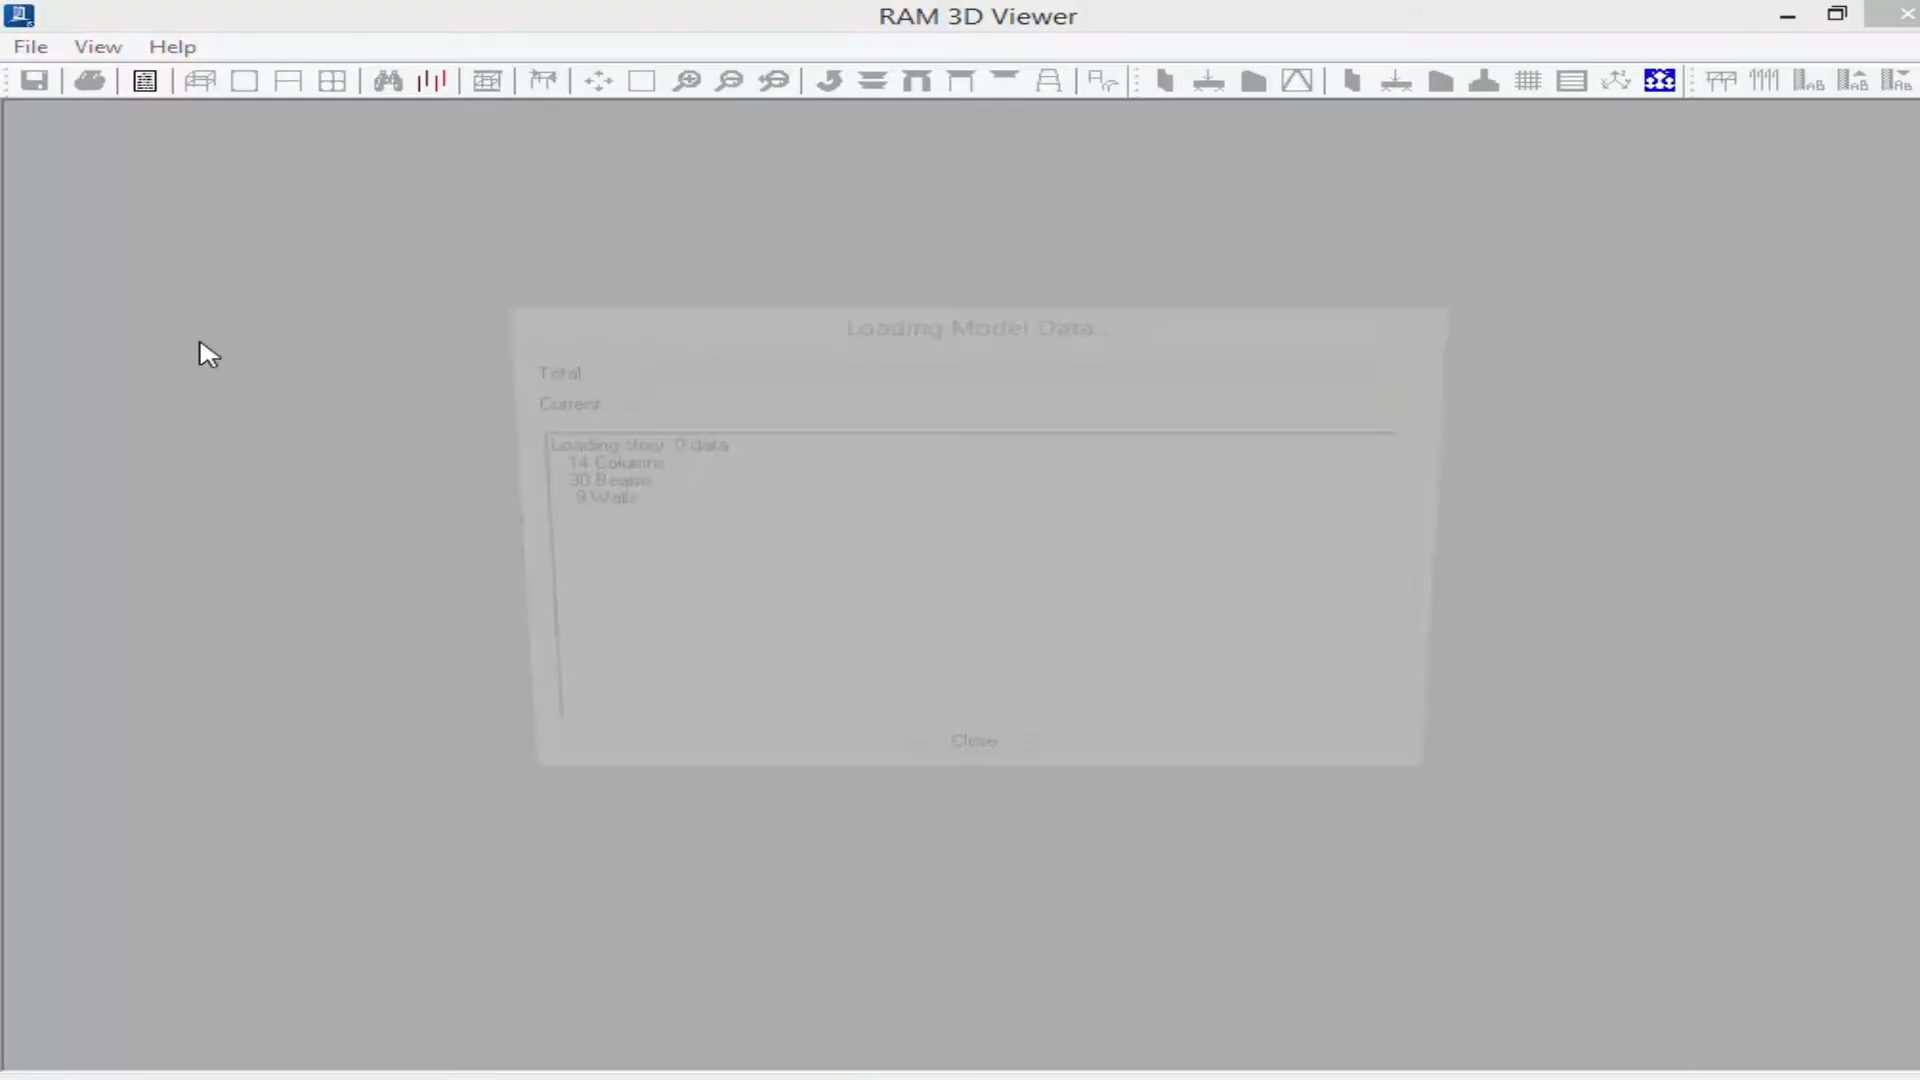 RAM 3D Viewer
File View Help
Loading Model Data...
Total
Current
Loading story 0 data
14 Columns
30 Beams
9 Walls
Close